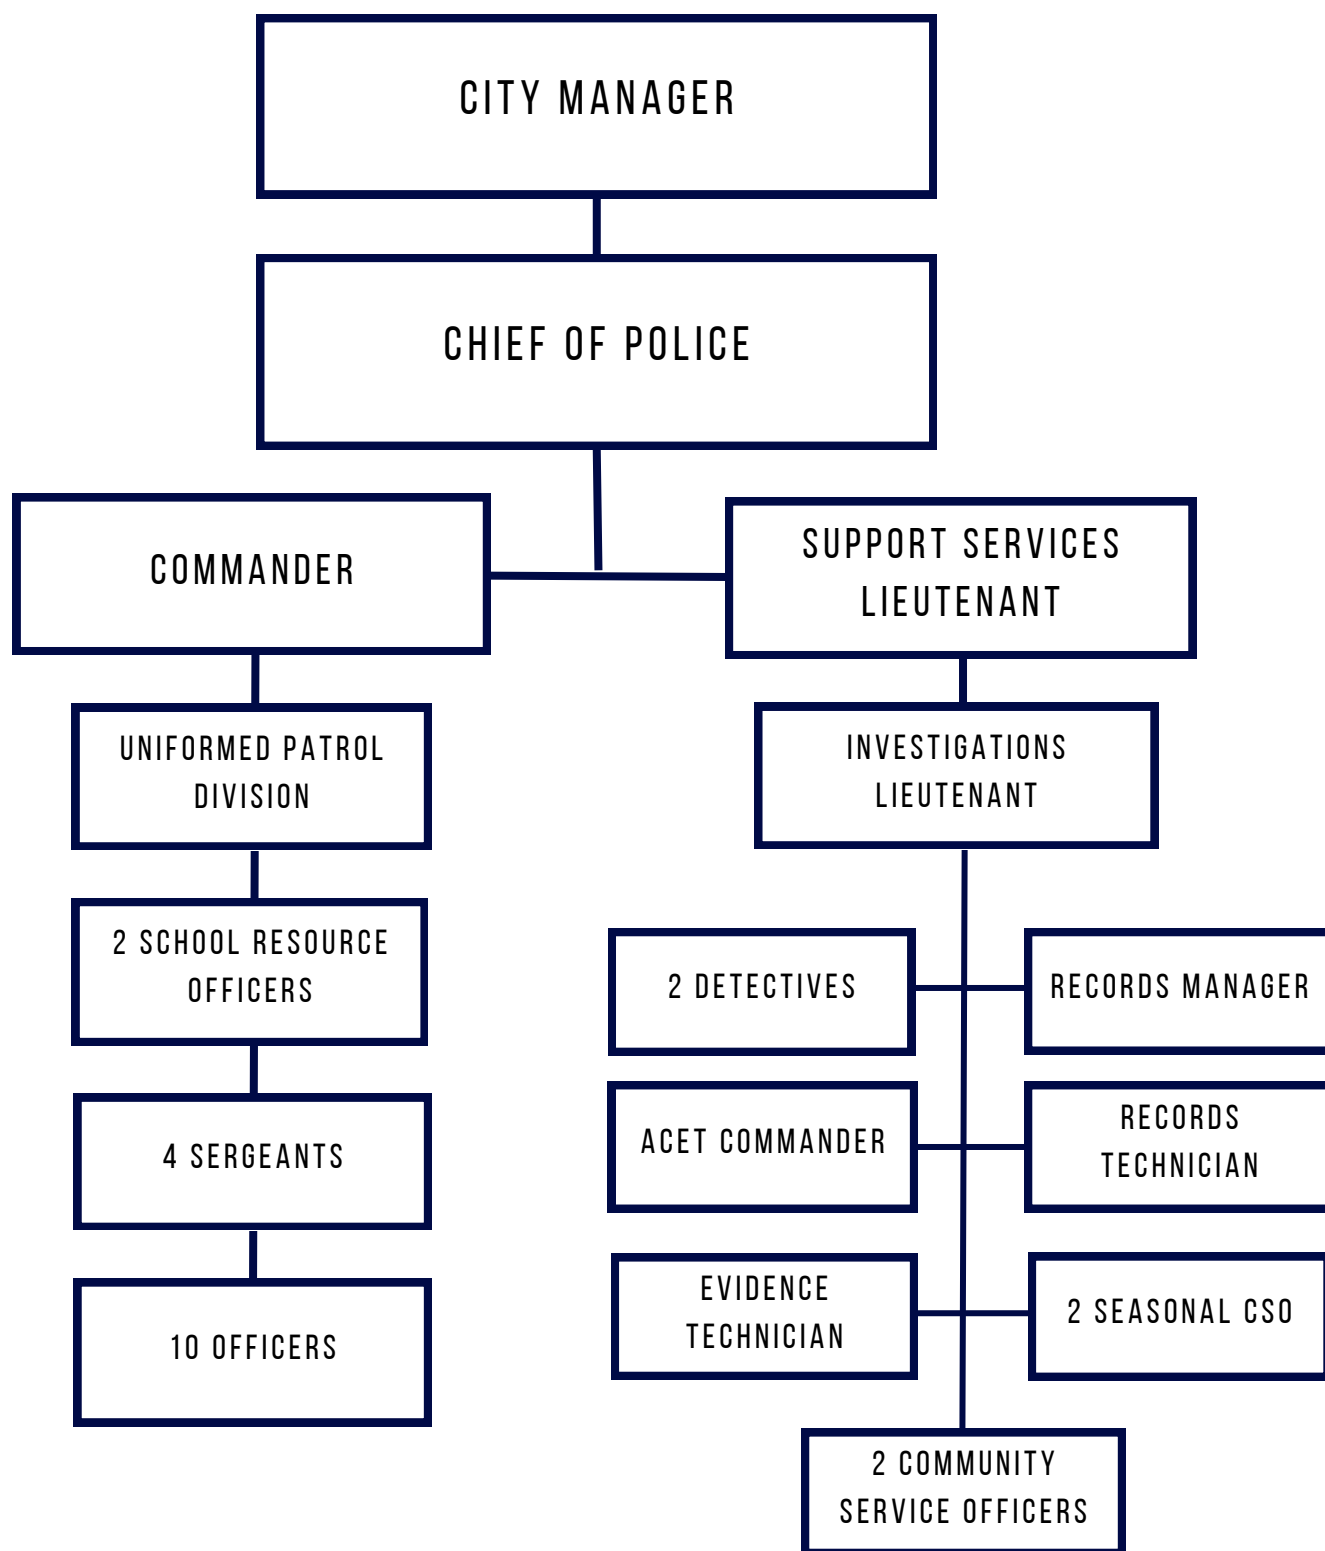 CITY MANAGER
CHIEF OF POLICE
COMMANDER
SUPPORT SERVICES
LIEUTENANT
UNIFORMED PATROL
DIVISION
INVESTIGATIONS
LIEUTENANT
2 SCHOOL RESOURCE
OFFICERS
4 SERGEANTS
10 OFFICERS
2 DETECTIVES
RECORDS MANAGER
ACET COMMANDER
RECORDS
TECHNICIAN
EVIDENCE
TECHNICIAN
2 SEASONAL CSO
2 COMMUNITY
SERVICE OFFICERS